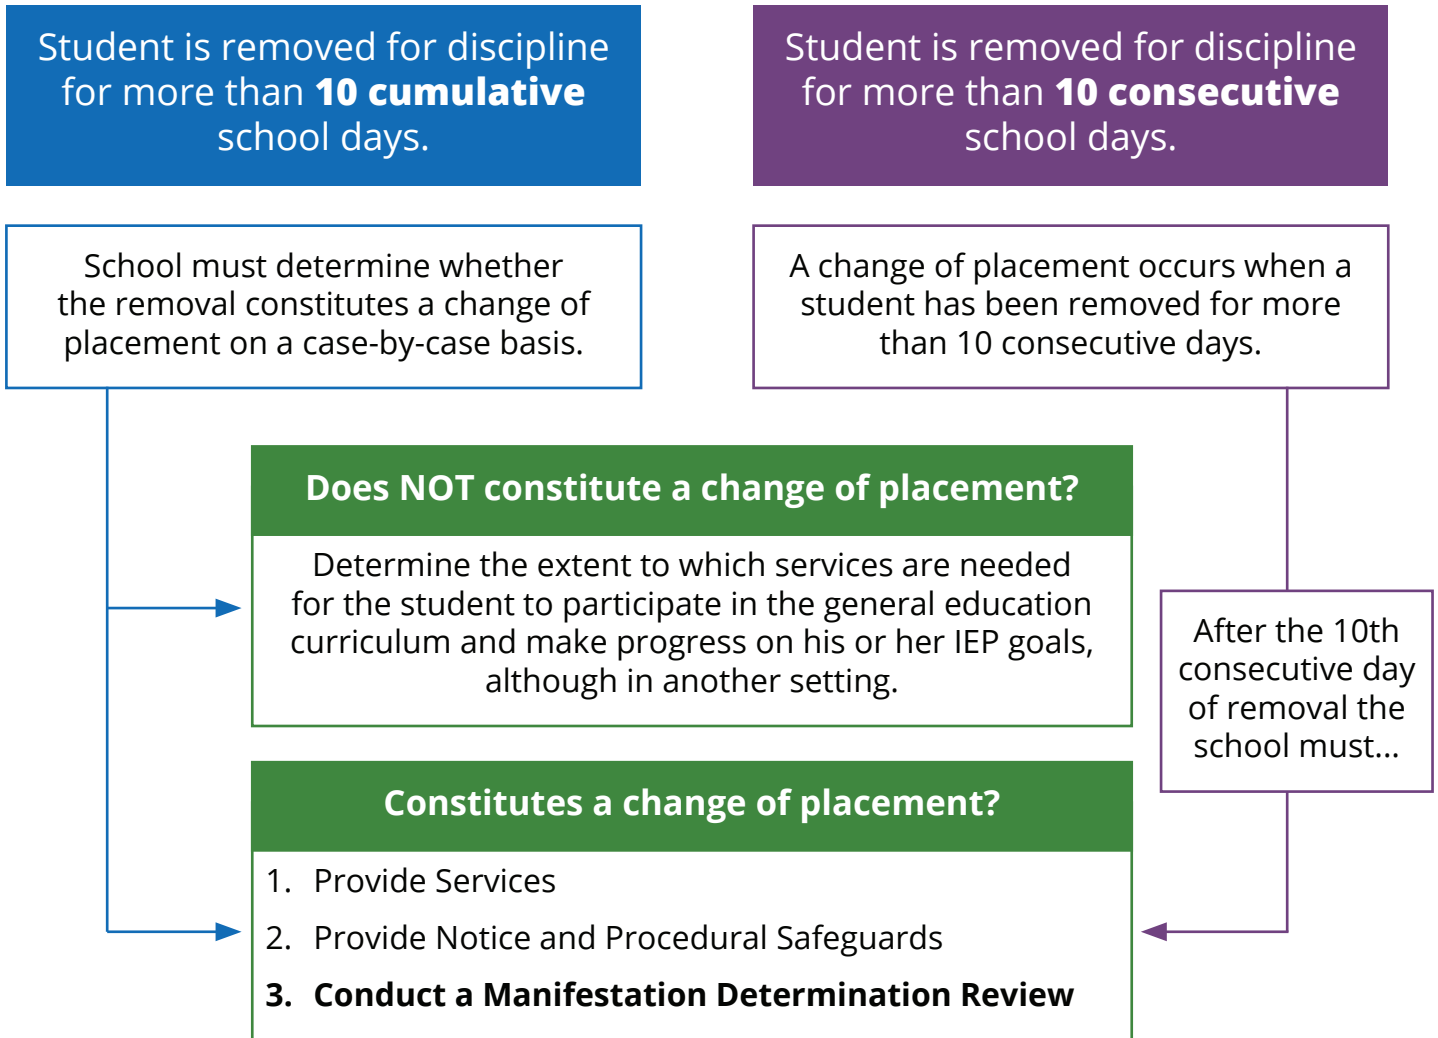 Student is removed for discipline
for more than 10 cumulative
school days.
Student is removed for discipline
for more than 10 consecutive
school days.
School must determine whether
the removal constitutes a change of
placement on a case-by-case basis.
A change of placement occurs when a
student has been removed for more
than 10 consecutive days.
Does NOT constitute a change of placement?
Determine the extent to which services are needed
for the student to participate in the general education
curriculum and make progress on his or her IEP goals,
although in another setting.
After the 10th
consecutive day
of removal the
school must...
Constitutes a change of placement?
1. Provide Services
2. Provide Notice and Procedural Safeguards
3. Conduct a Manifestation Determination Review